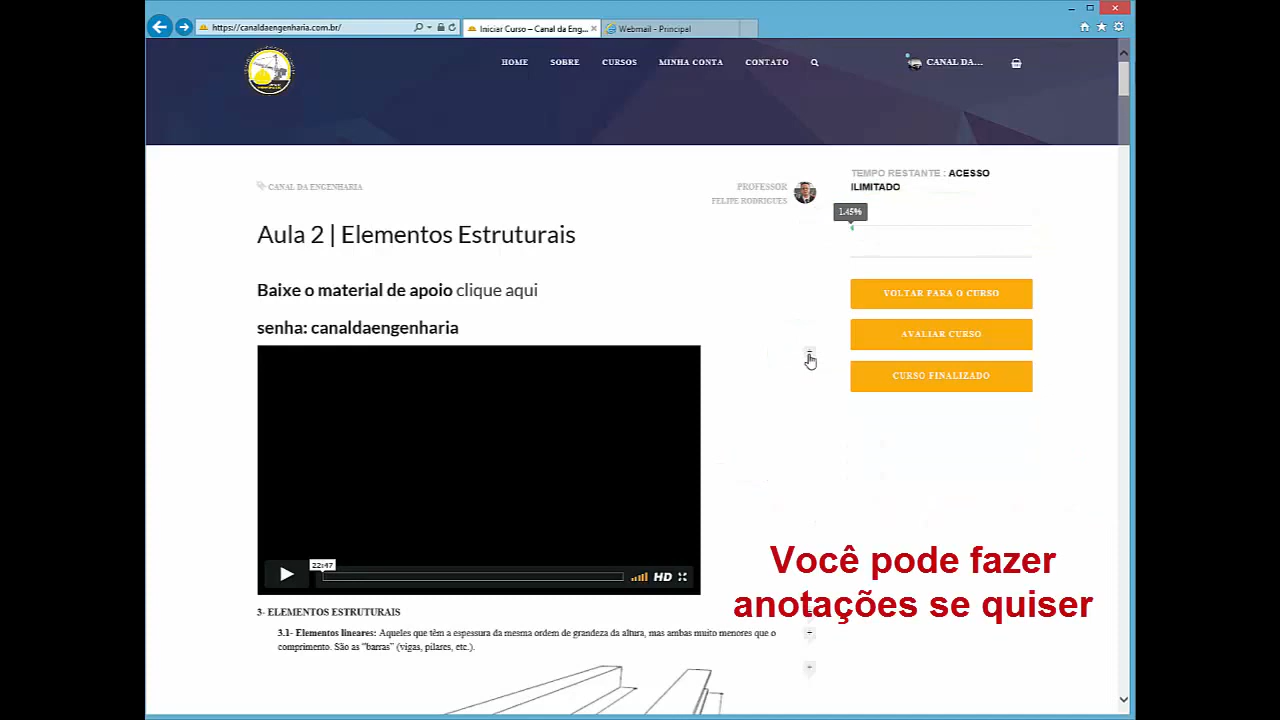 https://canaldaengenharia.com.br/
Iniciar Curso – Canal da Eng...
Webmail - Principal
HOME
SOBRE
CURSOS
MINHA CONTA
CONTATO
CANAL DA...
CANAL DA ENGENHARIA
PROFESSOR
FELIPE RODRIGUES
TEMPO RESTANTE : ACESSO
ILIMITADO
1.45%
Aula 2 | Elementos Estruturais
Baixe o material de apoio clique aqui
senha: canaldaengenharia
VOLTAR PARA O CURSO
AVALIAR CURSO
CURSO FINALIZADO
22:47
HD
Você pode fazer
anotações se quiser
3- ELEMENTOS ESTRUTURAIS
3.1- Elementos lineares: Aqueles que têm a espessura da mesma ordem de grandeza da altura, mas ambas muito menores que o
comprimento. São as "barras" (vigas, pilares, etc.).